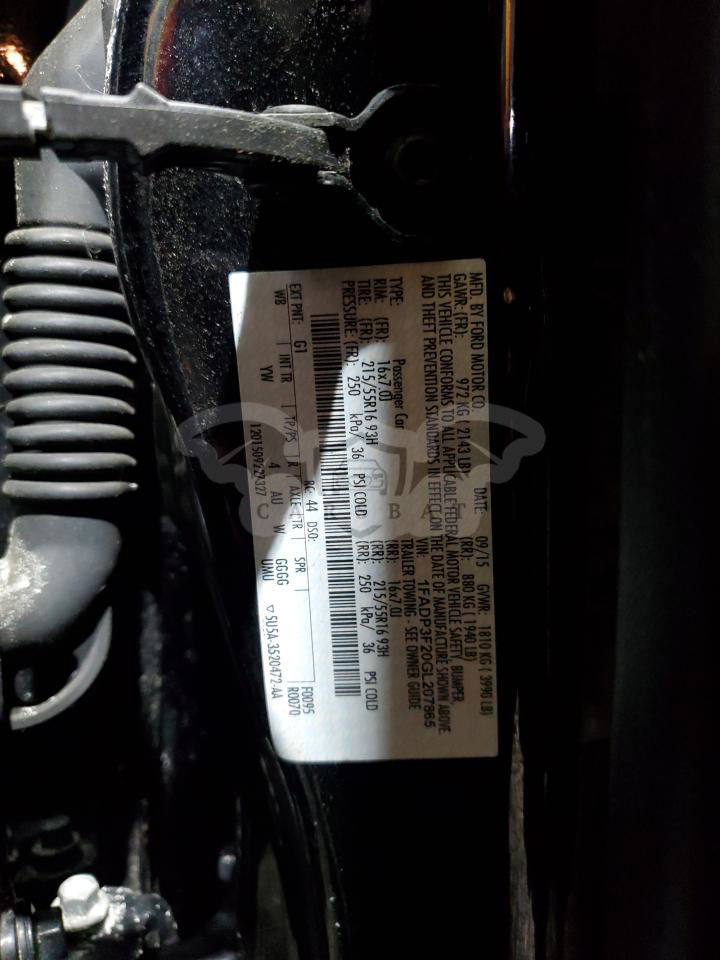 MFD. BY FORD MOTOR CO.
DATE: 09/15 GVWR: 1810 KG ( 3990 LB)
GAWR: (FR): 972 KG ( 2143 LB) (RR): 880 KG ( 1940 LB)
THIS VEHICLE CONFORMS TO ALL APPLICABLE FEDERAL MOTOR VEHICLE SAFETY, BUMPER,
AND THEFT PREVENTION STANDARDS IN EFFECT ON THE DATE OF MANUFACTURE SHOWN ABOVE.
VIN: 1FADP3F20GL207865
TYPE: Passenger Car TRAILER TOWING - SEE OWNER GUIDE
RIM: (FR): 16x7.0J (RR): 16x7.0J
TIRE: (FR): 215/55R16 93H (RR): 215/55R16 93H
PRESSURE: (FR): 250 kPa/ 36 PSI COLD (RR): 250 kPa/ 36 PSI COLD
F0095
EXT PNT: G1 RC: 44 DSO: R0070
WB INT TR TP/PS R AXLE TR SPR
YW 4 AU W GGGG
UMU
5U5A-3520472-AA